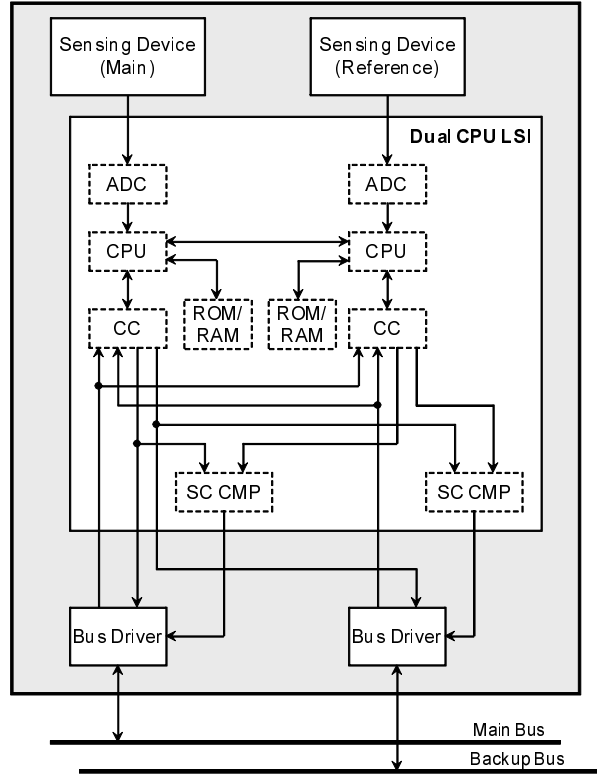 Sensing Device
(Main)
Sensing Device
(Reference)
Dual CPU LSI
ADC
ADC
CPU
CPU
ROM/
RAM
ROM/
RAM
CC
CC
SC CMP
SC CMP
Bus Driver
Bus Driver
Main Bus
Backup Bus